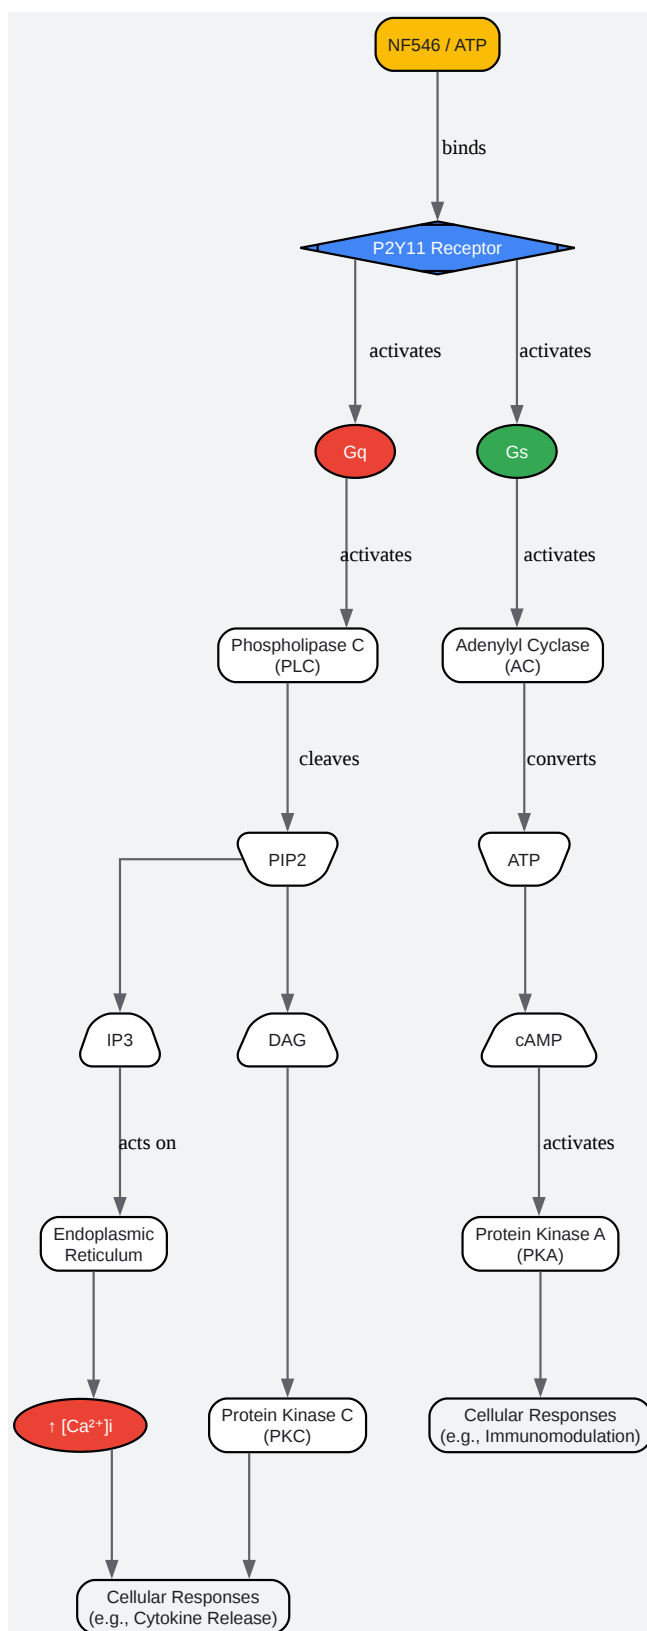 NF546 / ATP
binds
P2Y11 Receptor
activates
activates
Gq
Gs
activates
activates
Phospholipase C
(PLC)
Adenylyl Cyclase
(AC)
cleaves
converts
PIP2
ATP
IP3
DAG
cAMP
acts on
activates
Endoplasmic
Reticulum
Protein Kinase A
(PKA)
↑ [Ca²⁺]i
Protein Kinase C
(PKC)
Cellular Responses
(e.g., Immunomodulation)
Cellular Responses
(e.g., Cytokine Release)